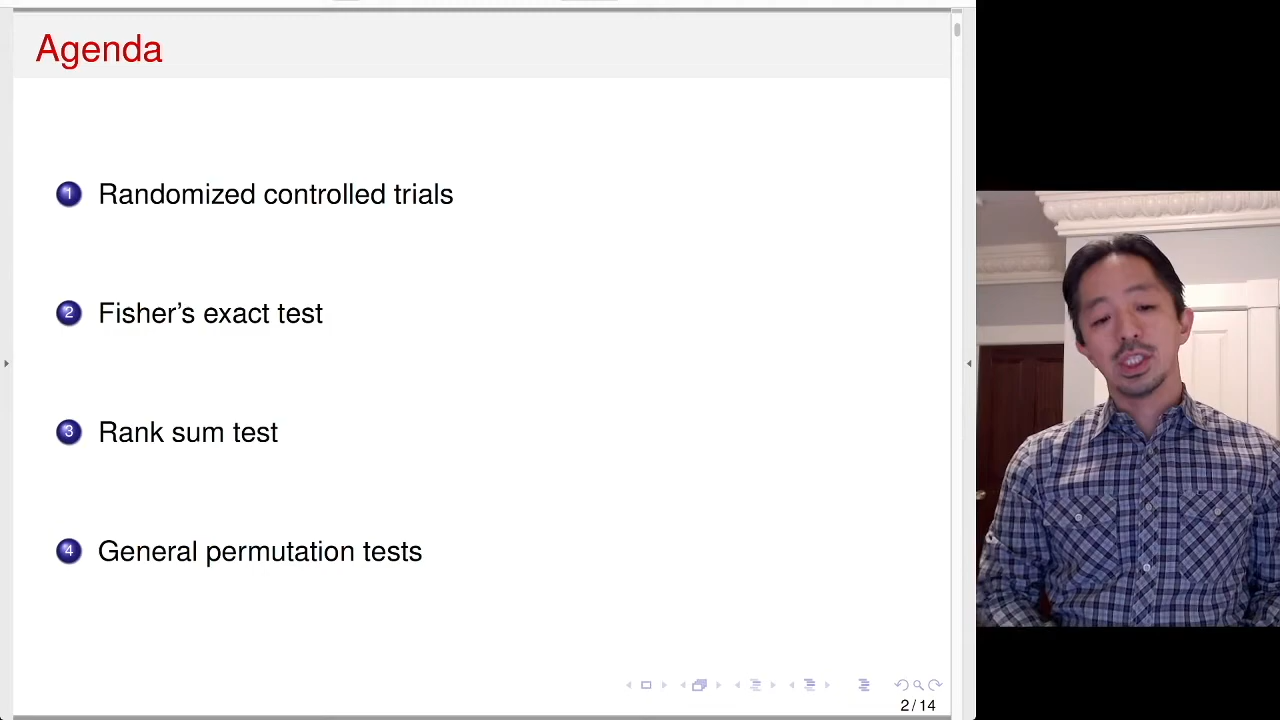 Agenda
1 Randomized controlled trials
2 Fisher’s exact test
3 Rank sum test
4 General permutation tests
2 / 14